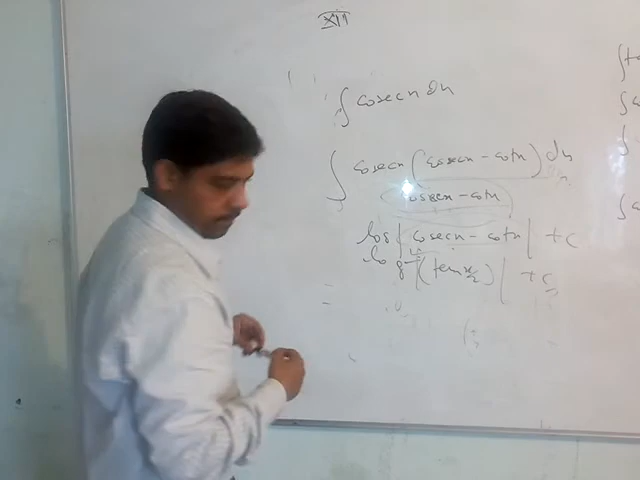 XII
∫ cosecx dx
∫ cosecx (cosecx - cotx) dx
cosecx - cotx
log | cosecx - cotx | + c
log | (tan x/2) | + c
∫
∫
∫
∫